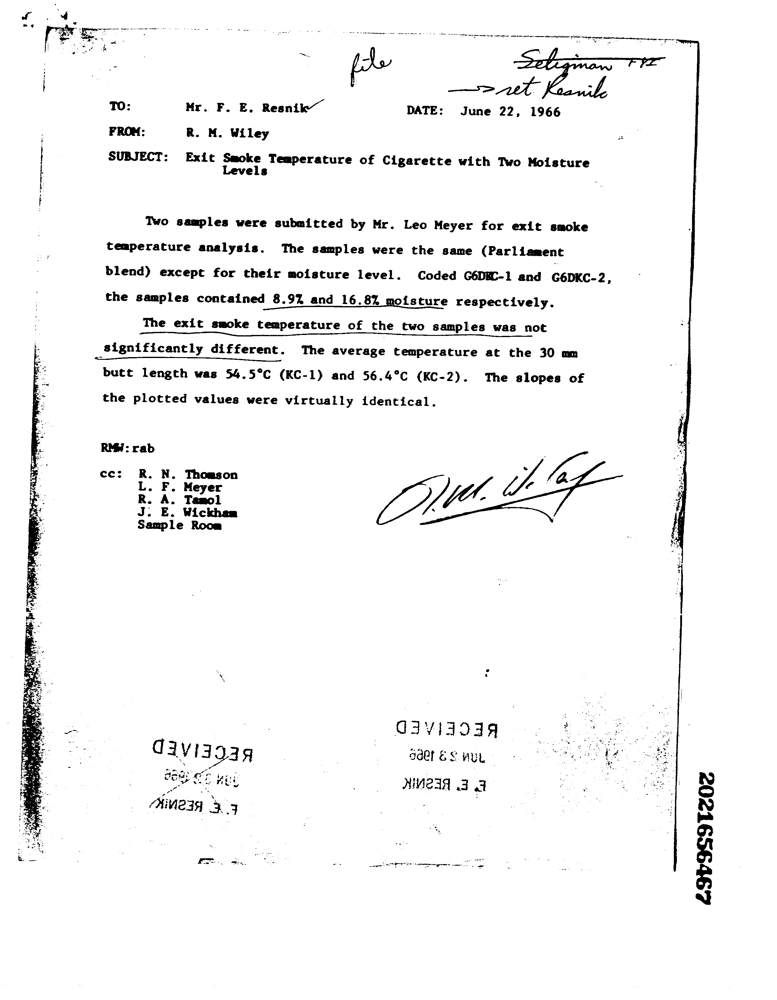 file
Seligman FYI
→ ret Resnik
TO: Mr. F. E. Resnik
DATE: June 22, 1966
FROM: R. M. Wiley
SUBJECT: Exit Smoke Temperature of Cigarette with Two Moisture
Levels
Two samples were submitted by Mr. Leo Meyer for exit smoke
temperature analysis. The samples were the same (Parliament
blend) except for their moisture level. Coded G6DKC-1 and G6DKC-2,
the samples contained 8.9% and 16.8% moisture respectively.
The exit smoke temperature of the two samples was not
significantly different. The average temperature at the 30 mm
butt length was 54.5°C (KC-1) and 56.4°C (KC-2). The slopes of
the plotted values were virtually identical.
RMW:rab
cc: R. N. Thomson
L. F. Meyer
R. A. Tamol
J. E. Wickham
Sample Room
R. M. Wiley
RECEIVED
JUN 23 1966
F. E. RESNIK
RECEIVED
JUN 22 1966
F. E. RESNIK
2021656467